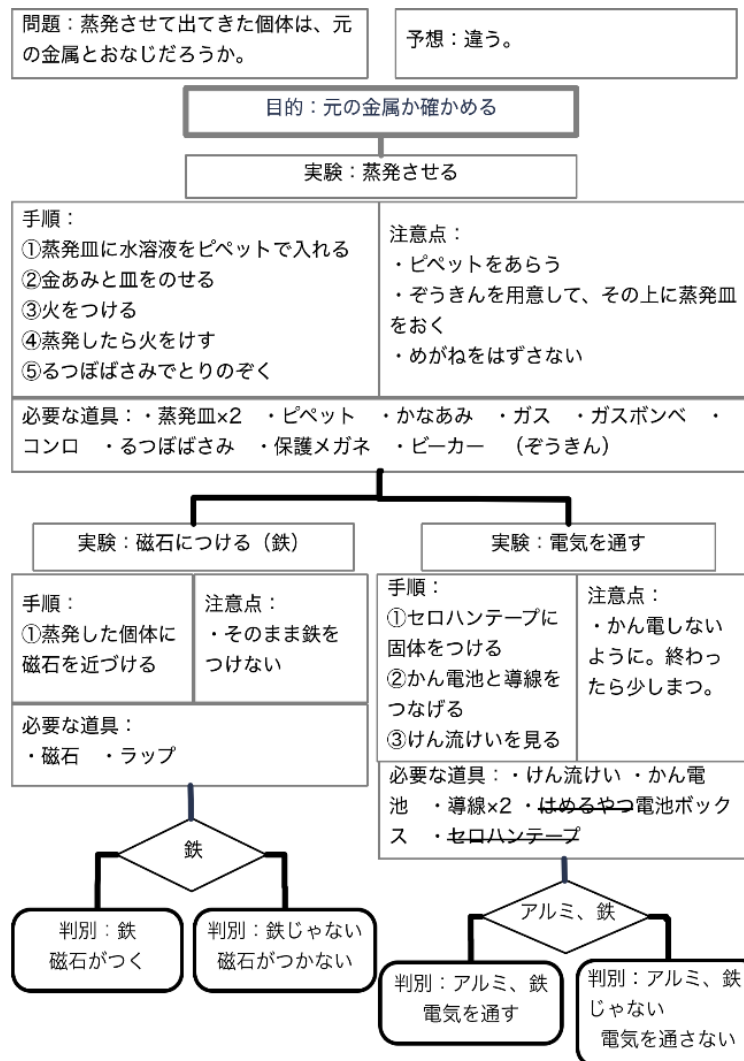 問題：蒸発させて出てきた個体は、元
の金属とおなじだろうか。
予想：違う。
目的：元の金属か確かめる
実験：蒸発させる
手順：
①蒸発皿に水溶液をピペットで入れる
②金あみと皿をのせる
③火をつける
④蒸発したら火をけす
⑤るつぼばさみでとりのぞく
注意点：
・ピペットをあらう
・ぞうきんを用意して、その上に蒸発皿
をおく
・めがねをはずさない
必要な道具：・蒸発皿×2　・ピペット　・かなあみ　・ガス　・ガスボンベ　・
コンロ　・るつぼばさみ　・保護メガネ　・ビーカー　（ぞうきん）
実験：磁石につける（鉄）
手順：
①蒸発した個体に
磁石を近づける
注意点：
・そのまま鉄を
つけない
必要な道具：
・磁石　・ラップ
鉄
判別：鉄
磁石がつく
判別：鉄じゃない
磁石がつかない
実験：電気を通す
手順：
①セロハンテープに
固体をつける
②かん電池と導線を
つなげる
③けん流けいを見る
注意点：
・かん電しない
ように。終わっ
たら少しまつ。
必要な道具：・けん流けい ・かん電
池　・導線×2 ・はめるやつ電池ボック
ス　・セロハンテープ
アルミ、鉄
判別：アルミ、鉄
電気を通す
判別：アルミ、鉄
じゃない
電気を通さない